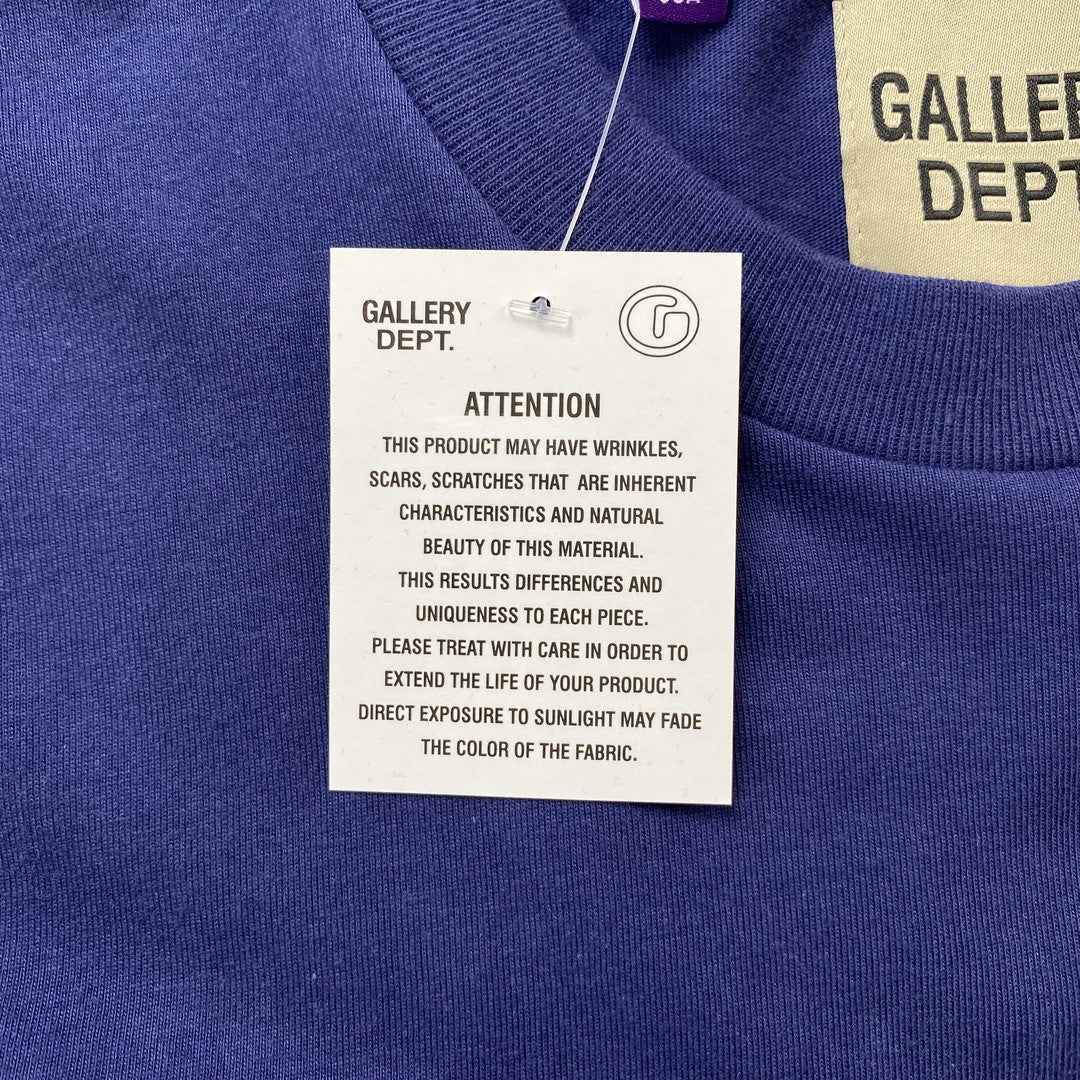 GALLE
DEPT
GALLERY
DEPT.
G
ATTENTION
THIS PRODUCT MAY HAVE WRINKLES,
SCARS, SCRATCHES THAT ARE INHERENT
CHARACTERISTICS AND NATURAL
BEAUTY OF THIS MATERIAL.
THIS RESULTS DIFFERENCES AND
UNIQUENESS TO EACH PIECE.
PLEASE TREAT WITH CARE IN ORDER TO
EXTEND THE LIFE OF YOUR PRODUCT.
DIRECT EXPOSURE TO SUNLIGHT MAY FADE
THE COLOR OF THE FABRIC.